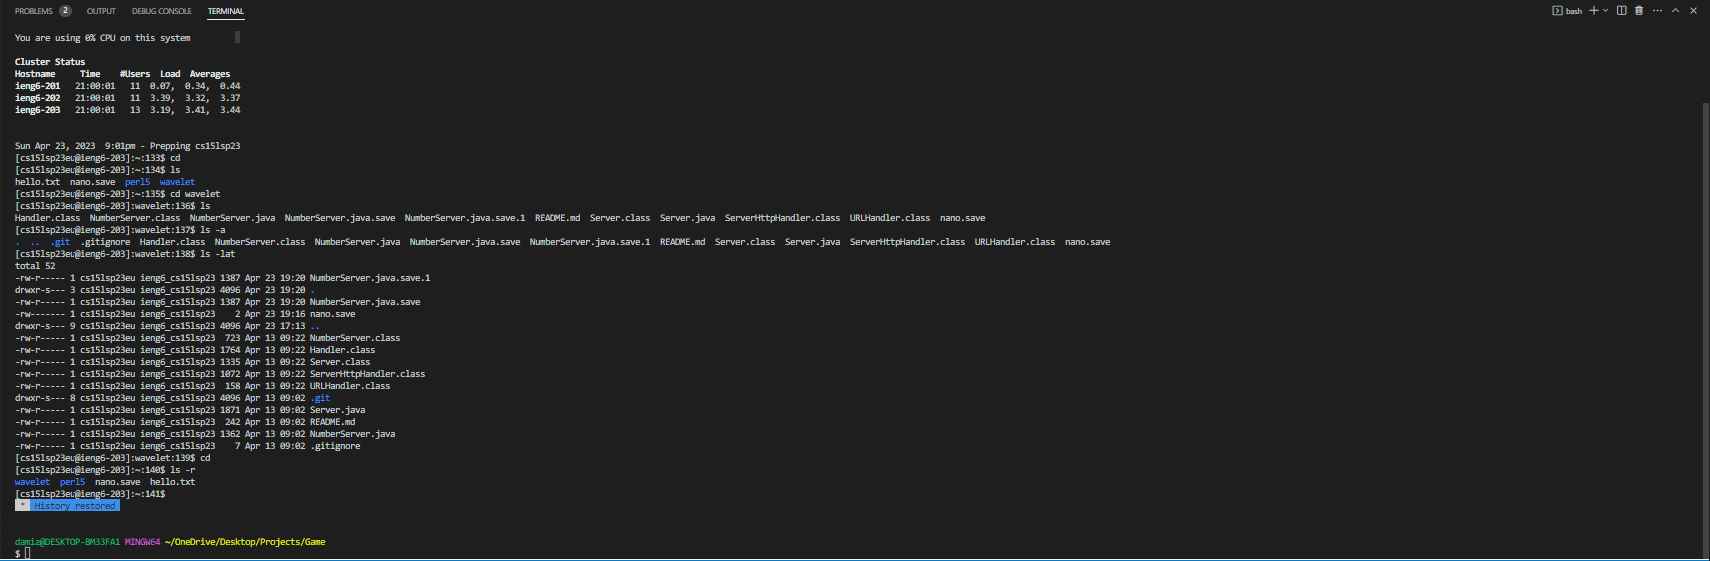 PROBLEMS 2 OUTPUT DEBUG CONSOLE TERMINAL bash
You are using 0% CPU on this system
Cluster Status
Hostname     Time    #Users  Load  Averages
ieng6-201   21:00:01   11  0.07,  0.34,  0.44
ieng6-202   21:00:01   11  3.39,  3.32,  3.37
ieng6-203   21:00:01   13  3.19,  3.41,  3.44
Sun Apr 23, 2023  9:01pm - Prepping cs15lsp23
[cs15lsp23eu@ieng6-203]:~:133$ cd
[cs15lsp23eu@ieng6-203]:~:134$ ls
hello.txt  nano.save  perl5  wavelet
[cs15lsp23eu@ieng6-203]:~:135$ cd wavelet
[cs15lsp23eu@ieng6-203]:wavelet:136$ ls
Handler.class  NumberServer.class  NumberServer.java  NumberServer.java.save  NumberServer.java.save.1  README.md  Server.class  Server.java  ServerHttpHandler.class  URLHandler.class  nano.save
[cs15lsp23eu@ieng6-203]:wavelet:137$ ls -a
.  ..  .git  .gitignore  Handler.class  NumberServer.class  NumberServer.java  NumberServer.java.save  NumberServer.java.save.1  README.md  Server.class  Server.java  ServerHttpHandler.class  URLHandler.class  nano.save
[cs15lsp23eu@ieng6-203]:wavelet:138$ ls -lat
total 52
-rw-r----- 1 cs15lsp23eu ieng6_cs15lsp23 1387 Apr 23 19:20 NumberServer.java.save.1
drwxr-s--- 3 cs15lsp23eu ieng6_cs15lsp23 4096 Apr 23 19:20 .
-rw-r----- 1 cs15lsp23eu ieng6_cs15lsp23 1387 Apr 23 19:20 NumberServer.java.save
-rw------- 1 cs15lsp23eu ieng6_cs15lsp23    2 Apr 23 19:16 nano.save
drwxr-s--- 9 cs15lsp23eu ieng6_cs15lsp23 4096 Apr 23 17:13 ..
-rw-r----- 1 cs15lsp23eu ieng6_cs15lsp23  723 Apr 13 09:22 NumberServer.class
-rw-r----- 1 cs15lsp23eu ieng6_cs15lsp23 1764 Apr 13 09:22 Handler.class
-rw-r----- 1 cs15lsp23eu ieng6_cs15lsp23 1335 Apr 13 09:22 Server.class
-rw-r----- 1 cs15lsp23eu ieng6_cs15lsp23 1072 Apr 13 09:22 ServerHttpHandler.class
-rw-r----- 1 cs15lsp23eu ieng6_cs15lsp23  158 Apr 13 09:22 URLHandler.class
drwxr-s--- 8 cs15lsp23eu ieng6_cs15lsp23 4096 Apr 13 09:02 .git
-rw-r----- 1 cs15lsp23eu ieng6_cs15lsp23 1871 Apr 13 09:02 Server.java
-rw-r----- 1 cs15lsp23eu ieng6_cs15lsp23  242 Apr 13 09:02 README.md
-rw-r----- 1 cs15lsp23eu ieng6_cs15lsp23 1362 Apr 13 09:02 NumberServer.java
-rw-r----- 1 cs15lsp23eu ieng6_cs15lsp23    7 Apr 13 09:02 .gitignore
[cs15lsp23eu@ieng6-203]:wavelet:139$ cd
[cs15lsp23eu@ieng6-203]:~:140$ ls -r
wavelet  perl5  nano.save  hello.txt
[cs15lsp23eu@ieng6-203]:~:141$
* History restored
damia@DESKTOP-BM33FA1 MINGW64 ~/OneDrive/Desktop/Projects/Game
$